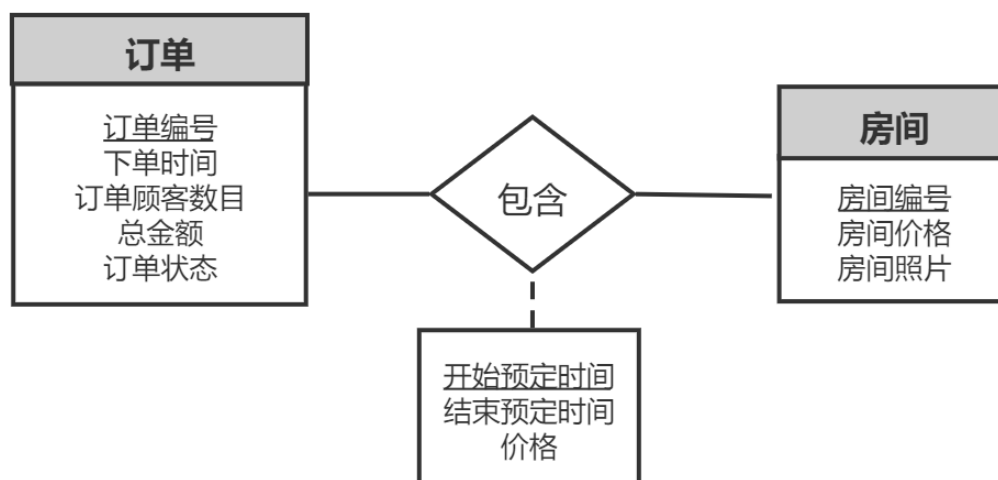 订单
订单编号
下单时间
订单顾客数目
总金额
订单状态
包含
房间
房间编号
房间价格
房间照片
开始预定时间
结束预定时间
价格